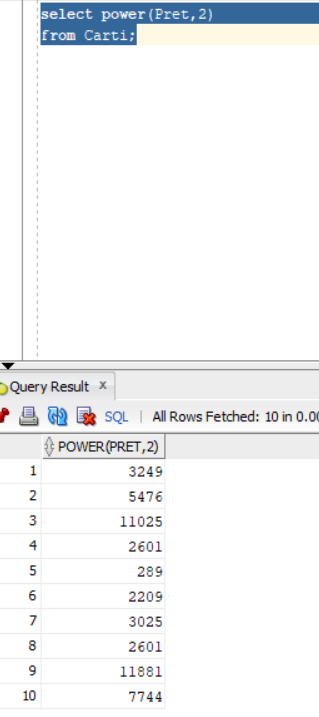 select power(Pret,2)
from Carti;
Query Result x
SQL | All Rows Fetched: 10 in 0.00
POWER(PRET,2)
1 3249
2 5476
3 11025
4 2601
5 289
6 2209
7 3025
8 2601
9 11881
10 7744